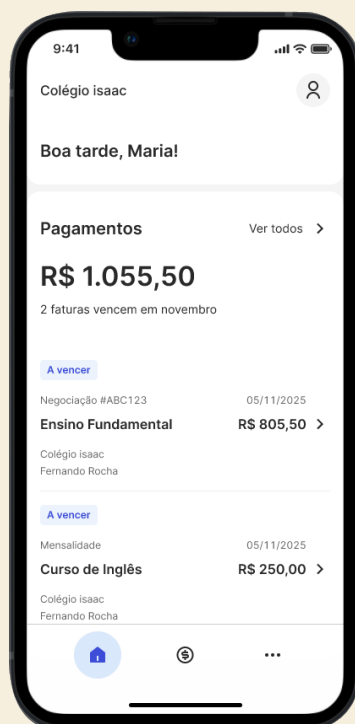 9:41
Colégio isaac
Boa tarde, Maria!
Pagamentos Ver todos
R$ 1.055,50
2 faturas vencem em novembro
A vencer
Negociação #ABC123 05/11/2025
Ensino Fundamental R$ 805,50
Colégio isaac
Fernando Rocha
A vencer
Mensalidade 05/11/2025
Curso de Inglês R$ 250,00
Colégio isaac
Fernando Rocha